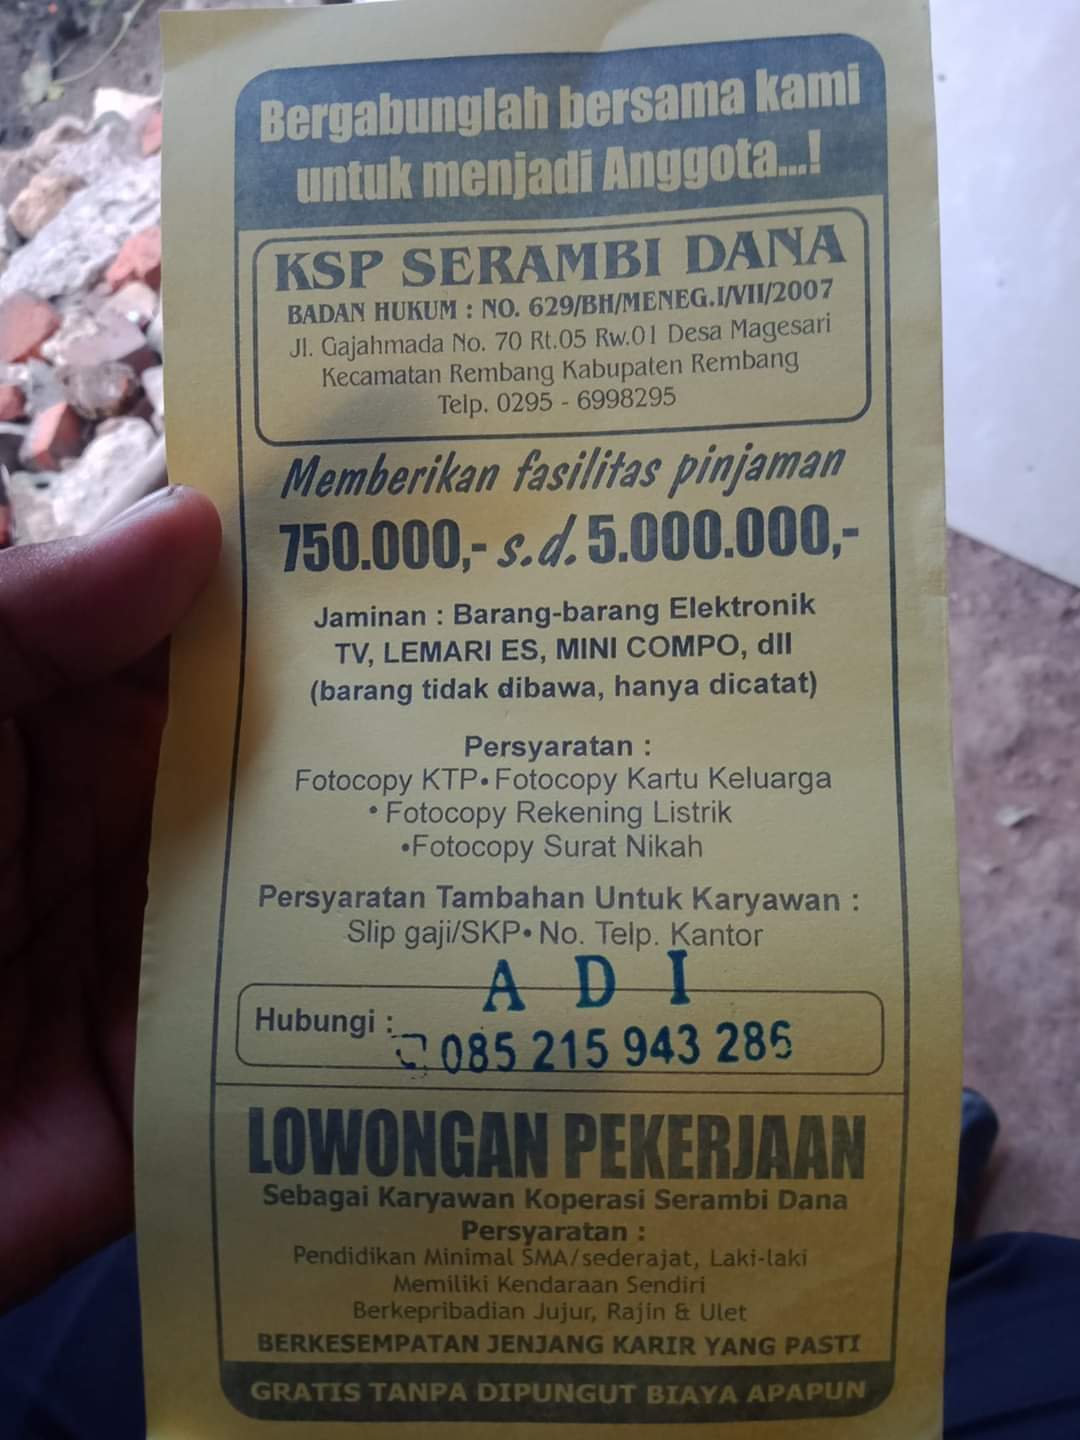 Bergabunglah bersama kami
untuk menjadi Anggota...!
KSP SERAMBI DANA
BADAN HUKUM : NO. 629/BH/MENEG.I/VII/2007
Jl. Gajahmada No. 70 Rt.05 Rw.01 Desa Magesari
Kecamatan Rembang Kabupaten Rembang
Telp. 0295 - 6998295
Memberikan fasilitas pinjaman
750.000,- s.d. 5.000.000,-
Jaminan : Barang-barang Elektronik
TV, LEMARI ES, MINI COMPO, dll
(barang tidak dibawa, hanya dicatat)
Persyaratan :
Fotocopy KTP• Fotocopy Kartu Keluarga
• Fotocopy Rekening Listrik
•Fotocopy Surat Nikah
Persyaratan Tambahan Untuk Karyawan :
Slip gaji/SKP• No. Telp. Kantor
A D I
Hubungi : 085 215 943 286
LOWONGAN PEKERJAAN
Sebagai Karyawan Koperasi Serambi Dana
Persyaratan :
Pendidikan Minimal SMA/sederajat, Laki-laki
Memiliki Kendaraan Sendiri
Berkepribadian Jujur, Rajin & Ulet
BERKESEMPATAN JENJANG KARIR YANG PASTI
GRATIS TANPA DIPUNGUT BIAYA APAPUN